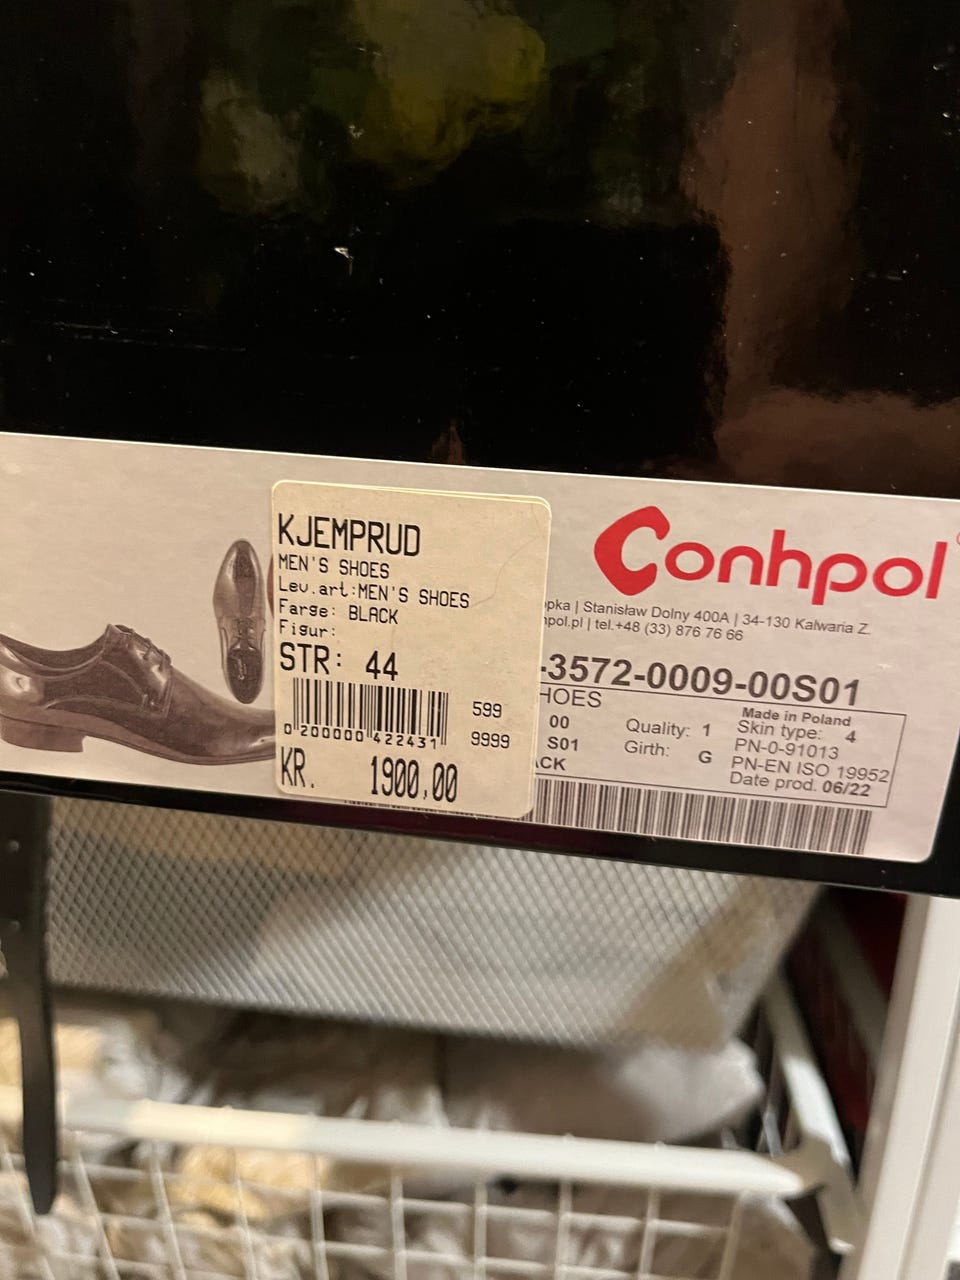 KJEMPRUD
MEN'S SHOES
Lev.art:MEN'S SHOES
Farge: BLACK
Figur:
STR: 44
599
9999
0 200000 422431
KR. 1900,00
Conhpol
pka | Stanisław Dolny 400A | 34-130 Kalwaria Z.
hpol.pl | tel.+48 (33) 876 76 66
-3572-0009-00S01
HOES
00
S01
ACK
Quality: 1
Girth: G
Made in Poland
Skin type: 4
PN-0-91013
PN-EN ISO 19952
Date prod. 06/22